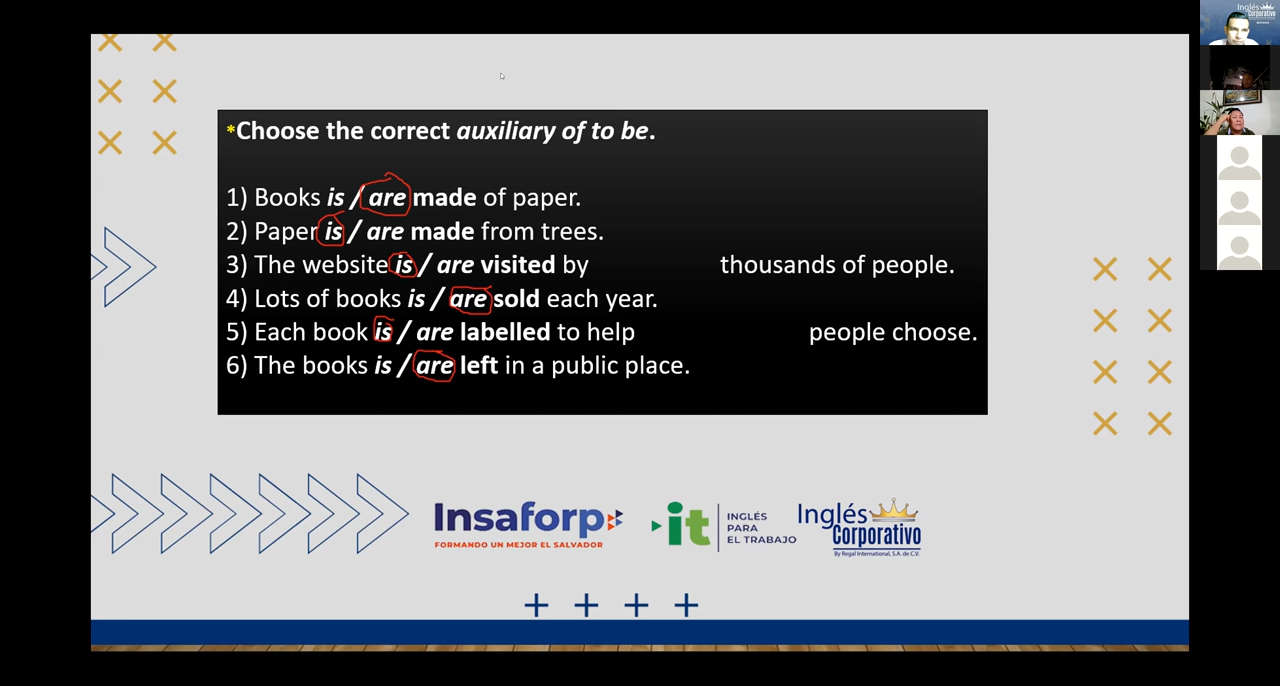 *Choose the correct auxiliary of to be.
1) Books is / are made of paper.
2) Paper is / are made from trees.
3) The website is / are visited by thousands of people.
4) Lots of books is / are sold each year.
5) Each book is / are labelled to help people choose.
6) The books is / are left in a public place.
Insaforp
FORMANDO UN MEJOR EL SALVADOR
it
INGLÉS
PARA
EL TRABAJO
Inglés
Corporativo
By Regal International, S.A. de C.V.
Inglés
Corporativo